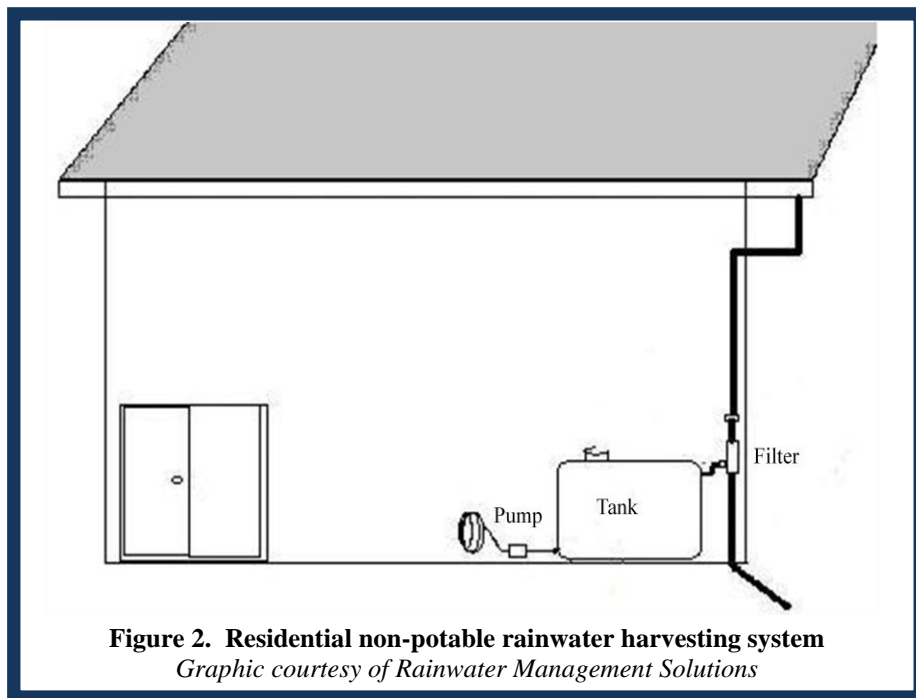 Filter
Tank
Pump
Figure 2.  Residential non-potable rainwater harvesting system
Graphic courtesy of Rainwater Management Solutions